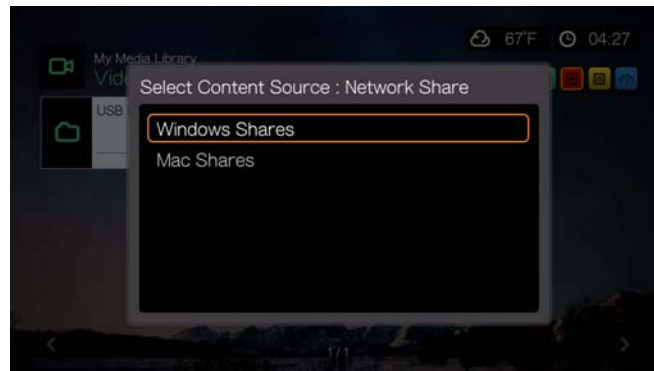 67°F 04:27
My Media Library
Vid
Select Content Source : Network Share
USB
Windows Shares
Mac Shares
1/1